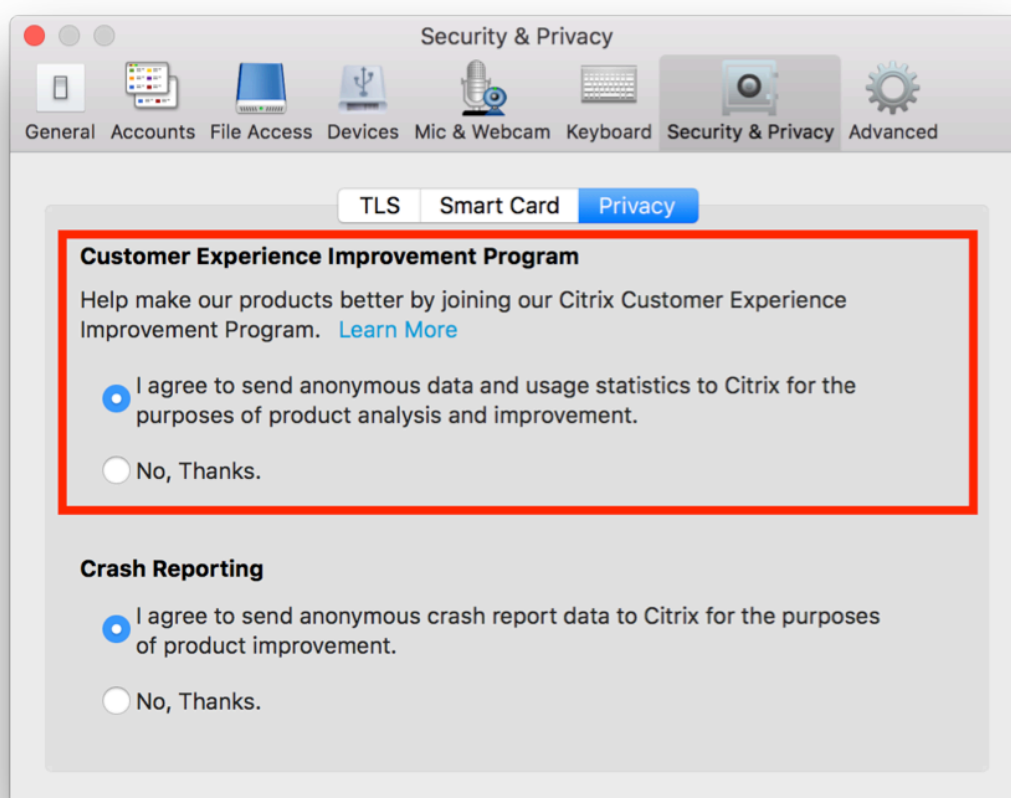 Security & Privacy
General Accounts File Access Devices Mic & Webcam Keyboard Security & Privacy Advanced
TLS Smart Card Privacy
Customer Experience Improvement Program
Help make our products better by joining our Citrix Customer Experience
Improvement Program. Learn More
I agree to send anonymous data and usage statistics to Citrix for the
purposes of product analysis and improvement.
No, Thanks.
Crash Reporting
I agree to send anonymous crash report data to Citrix for the purposes
of product improvement.
No, Thanks.